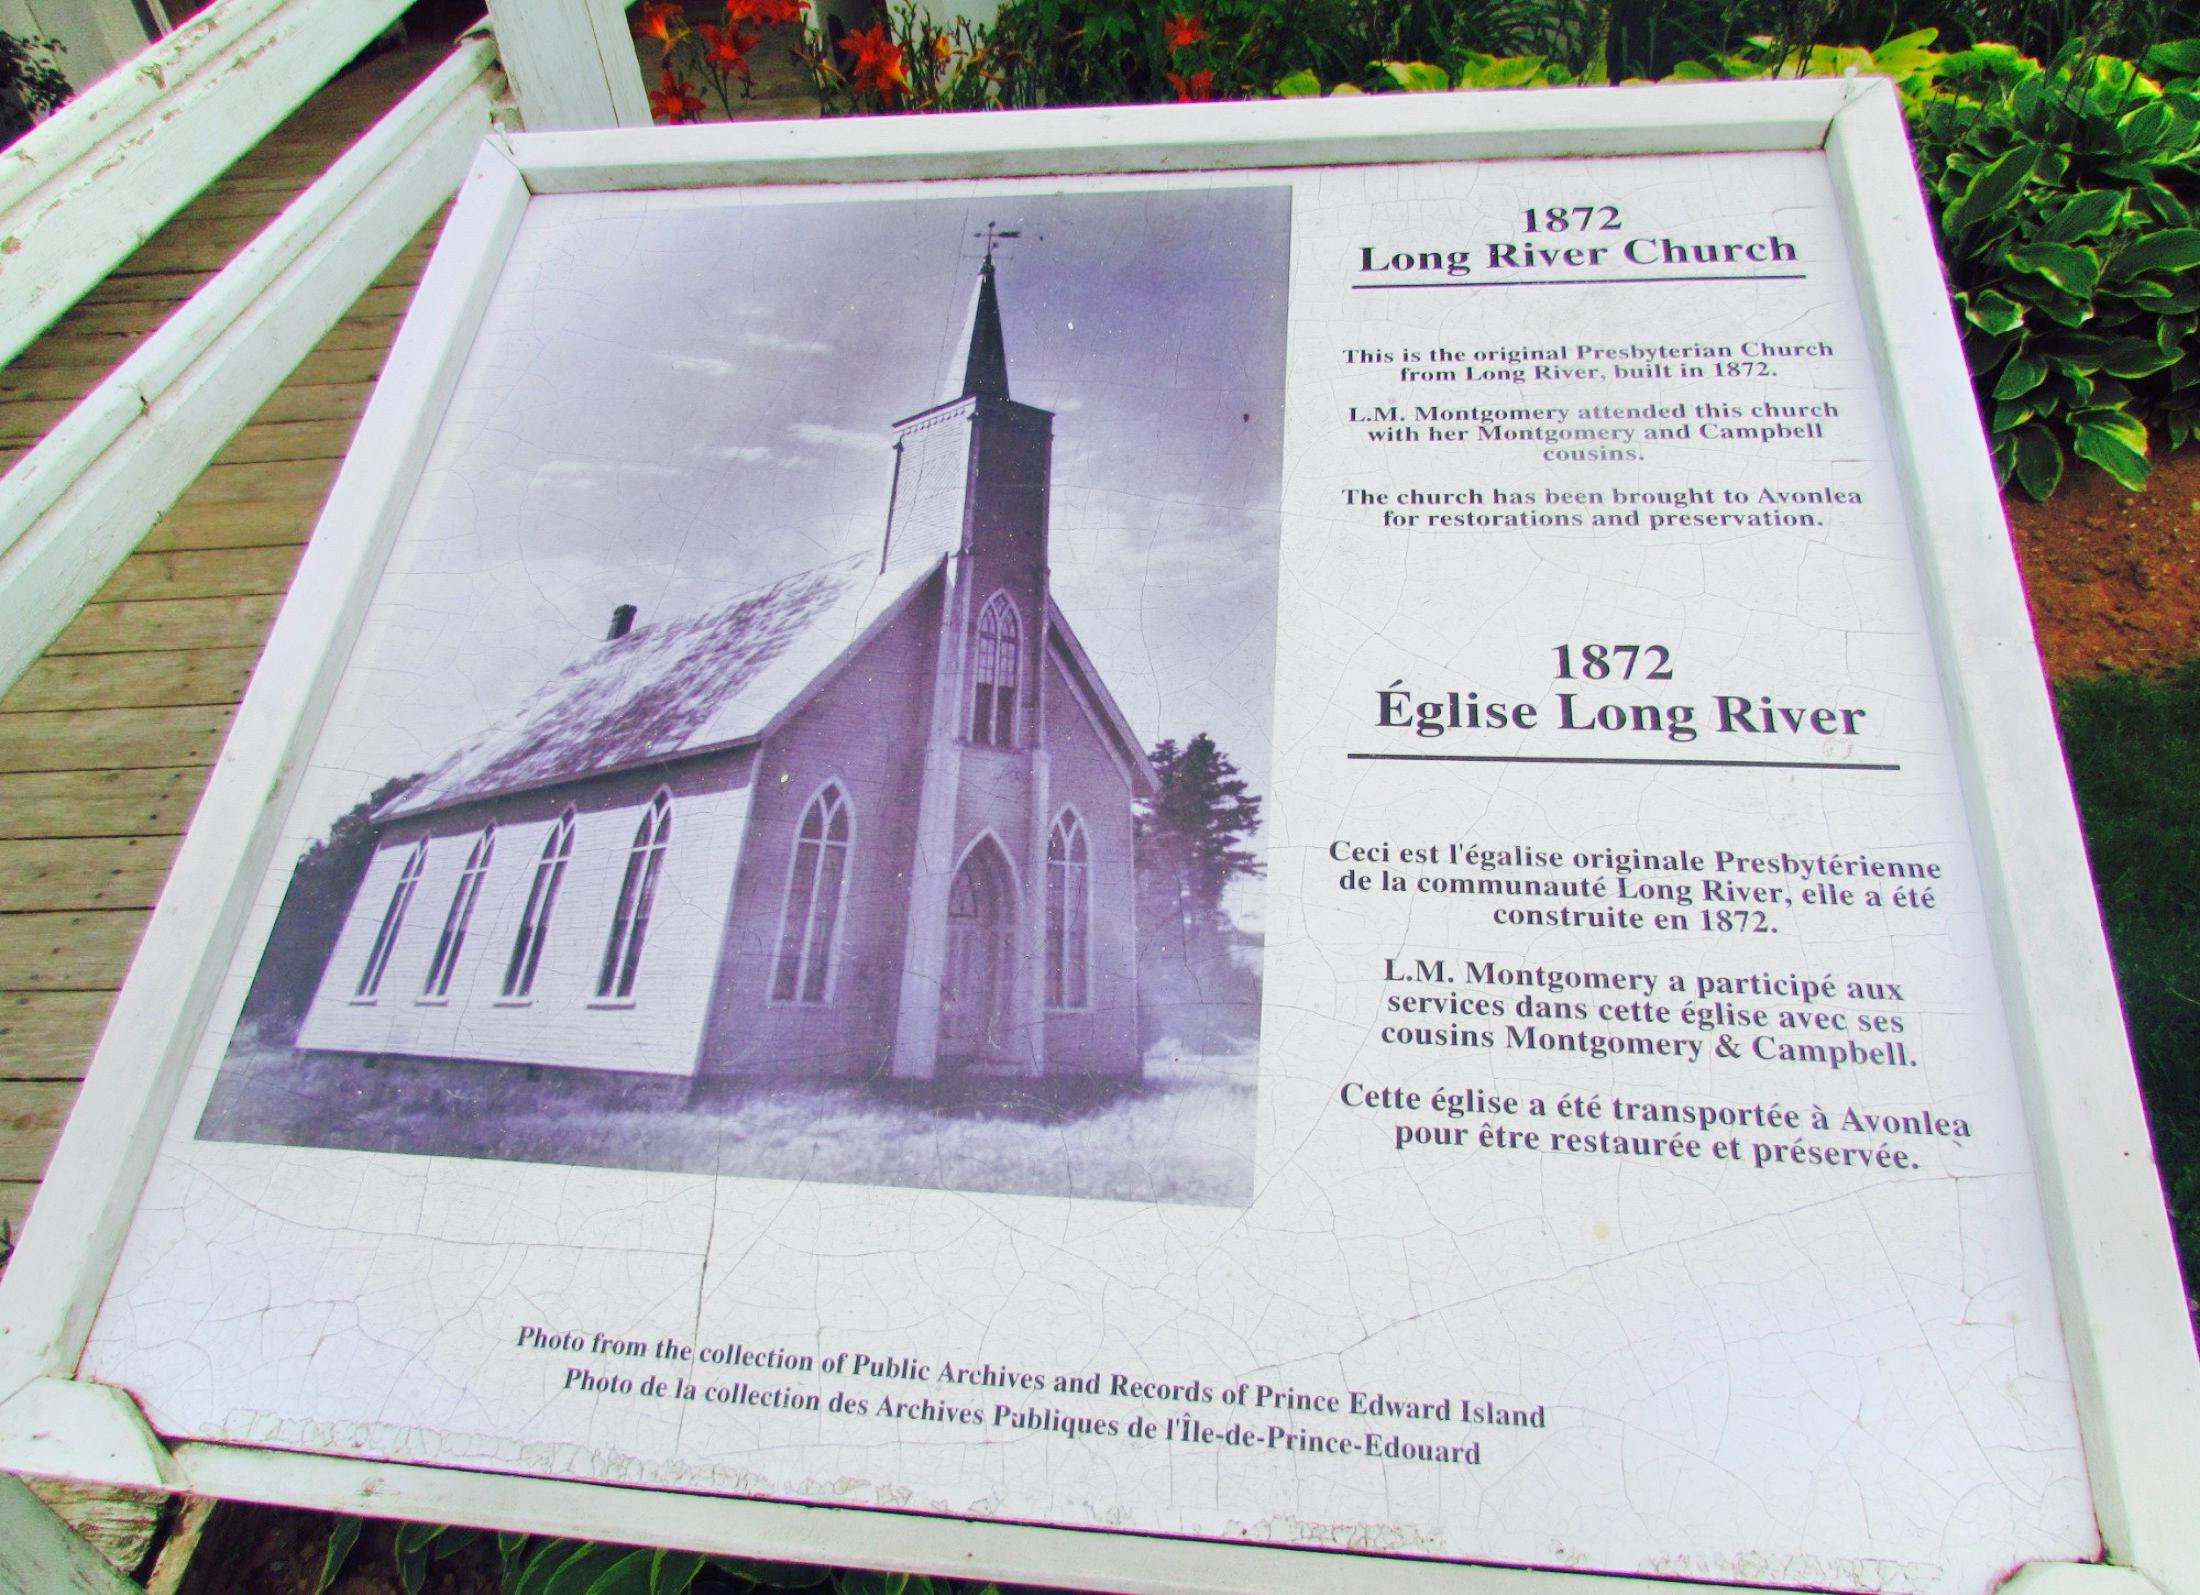 1872
Long River Church
This is the original Presbyterian Church
from Long River, built in 1872.
L.M. Montgomery attended this church
with her Montgomery and Campbell
cousins.
The church has been brought to Avonlea
for restorations and preservation.
1872
Église Long River
Ceci est l'égalise originale Presbytérienne
de la communauté Long River, elle a été
construite en 1872.
L.M. Montgomery a participé aux
services dans cette église avec ses
cousins Montgomery & Campbell.
Cette église a été transportée à Avonlea
pour être restaurée et préservée.
Photo from the collection of Public Archives and Records of Prince Edward Island
Photo de la collection des Archives Publiques de l'Île-de-Prince-Edouard